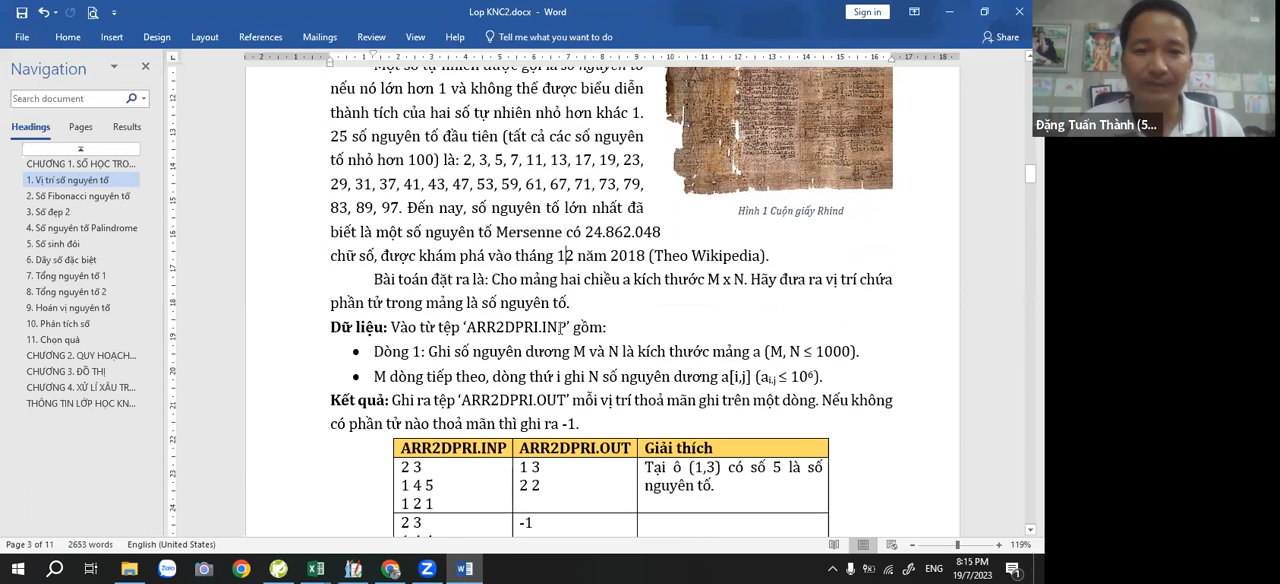 Lop KNC2.docx - Word
Sign in
File Home Insert Design Layout References Mailings Review View Help Tell me what you want to do
Share
Navigation
Search document
Headings Pages Results
CHƯƠNG 1. SỐ HỌC TRO...
1. Vị trí số nguyên tố
2. Số Fibonacci nguyên tố
3. Số đẹp 2
4. Số nguyên tố Palindrome
5. Số sinh đôi
6. Dãy số đặc biệt
7. Tổng nguyên tố 1
8. Tổng nguyên tố 2
9. Hoán vị nguyên tố
10. Phân tích số
11. Chọn quà
CHƯƠNG 2. QUY HOẠCH...
CHƯƠNG 3. ĐỒ THỊ
CHƯƠNG 4. XỬ LÍ XÂU TR...
THÔNG TIN LỚP HỌC KN...
Một số tự nhiên được gọi là số nguyên tố
nếu nó lớn hơn 1 và không thể được biểu diễn
thành tích của hai số tự nhiên nhỏ hơn khác 1.
25 số nguyên tố đầu tiên (tất cả các số nguyên
tố nhỏ hơn 100) là: 2, 3, 5, 7, 11, 13, 17, 19, 23,
29, 31, 37, 41, 43, 47, 53, 59, 61, 67, 71, 73, 79,
83, 89, 97. Đến nay, số nguyên tố lớn nhất đã
biết là một số nguyên tố Mersenne có 24.862.048
chữ số, được khám phá vào tháng 12 năm 2018 (Theo Wikipedia).
Hình 1 Cuộn giấy Rhind
Bài toán đặt ra là: Cho mảng hai chiều a kích thước M x N. Hãy đưa ra vị trí chứa
phần tử trong mảng là số nguyên tố.
Dữ liệu: Vào từ tệp ‘ARR2DPRI.INP’ gồm:
• Dòng 1: Ghi số nguyên dương M và N là kích thước mảng a (M, N ≤ 1000).
• M dòng tiếp theo, dòng thứ i ghi N số nguyên dương a[i,j] (ai,j ≤ 10⁶).
Kết quả: Ghi ra tệp ‘ARR2DPRI.OUT’ mỗi vị trí thoả mãn ghi trên một dòng. Nếu không
có phần tử nào thoả mãn thì ghi ra -1.
ARR2DPRI.INP ARR2DPRI.OUT Giải thích
2 3 1 3 Tại ô (1,3) có số 5 là số
1 4 5 2 2 nguyên tố.
1 2 1
2 3 -1
Đặng Tuấn Thành (5...
Page 3 of 11 2653 words English (United States)
119%
Zalo
ENG
8:15 PM
19/7/2023